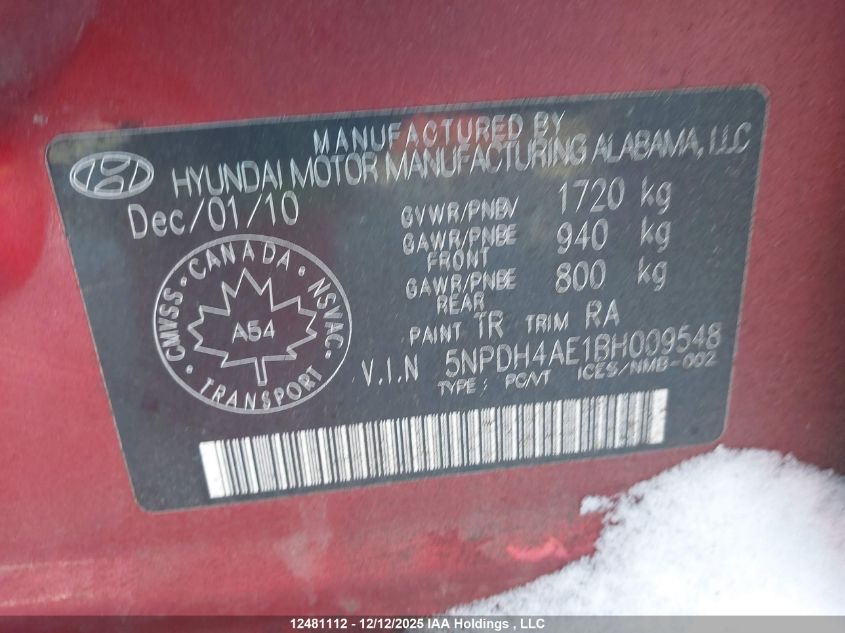 MANUFACTURED BY
HYUNDAI MOTOR MANUFACTURING ALABAMA, LLC
Dec/01/10
GVWR/PNBV 1720 kg
GAWR/PNBE 940 kg
FRONT
GAWR/PNBE 800 kg
REAR
PAINT TR TRIM RA
V.I.N 5NPDH4AE1BH009548
TYPE : PC/VT ICES/NMB-002
CMVSS · CANADA · NSVAC · TRANSPORT
A54
12481112 - 12/12/2025 IAA Holdings , LLC